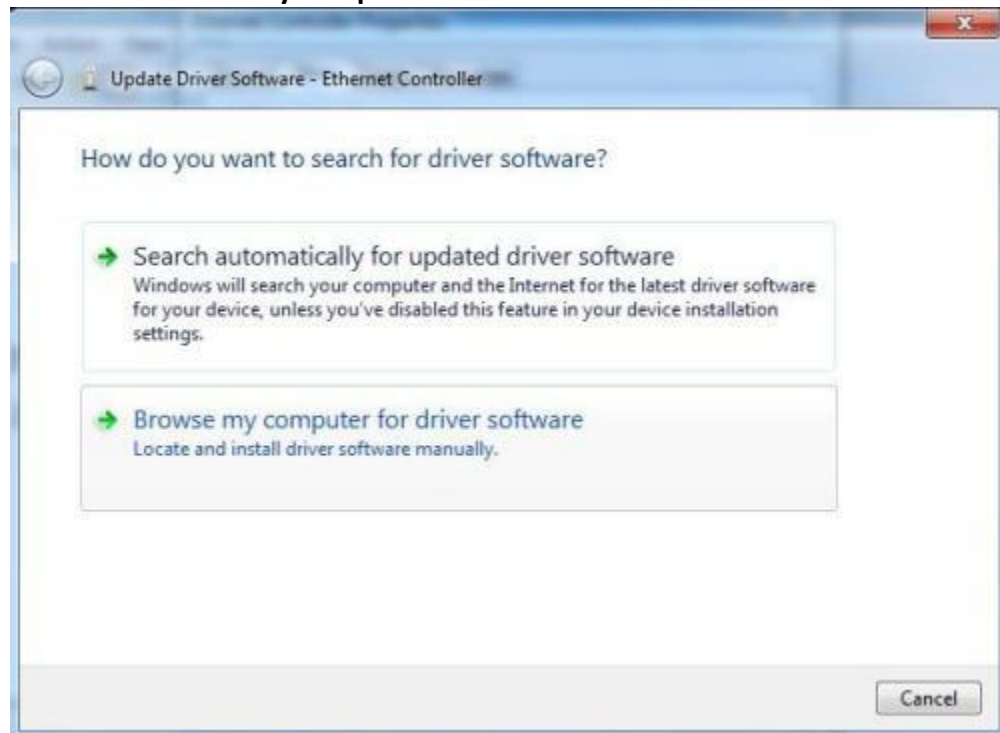 Update Driver Software - Ethernet Controller
How do you want to search for driver software?
Search automatically for updated driver software
Windows will search your computer and the Internet for the latest driver software
for your device, unless you've disabled this feature in your device installation
settings.
Browse my computer for driver software
Locate and install driver software manually.
Cancel